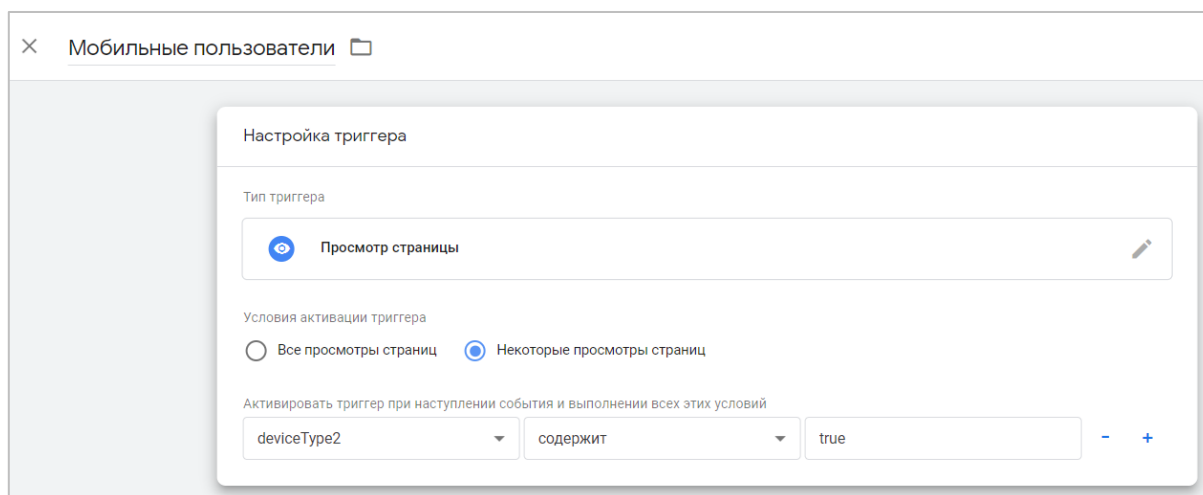 Мобильные пользователи
Настройка триггера
Тип триггера
Просмотр страницы
Условия активации триггера
Все просмотры страниц Некоторые просмотры страниц
Активировать триггер при наступлении события и выполнении всех этих условий
deviceType2 содержит true - +